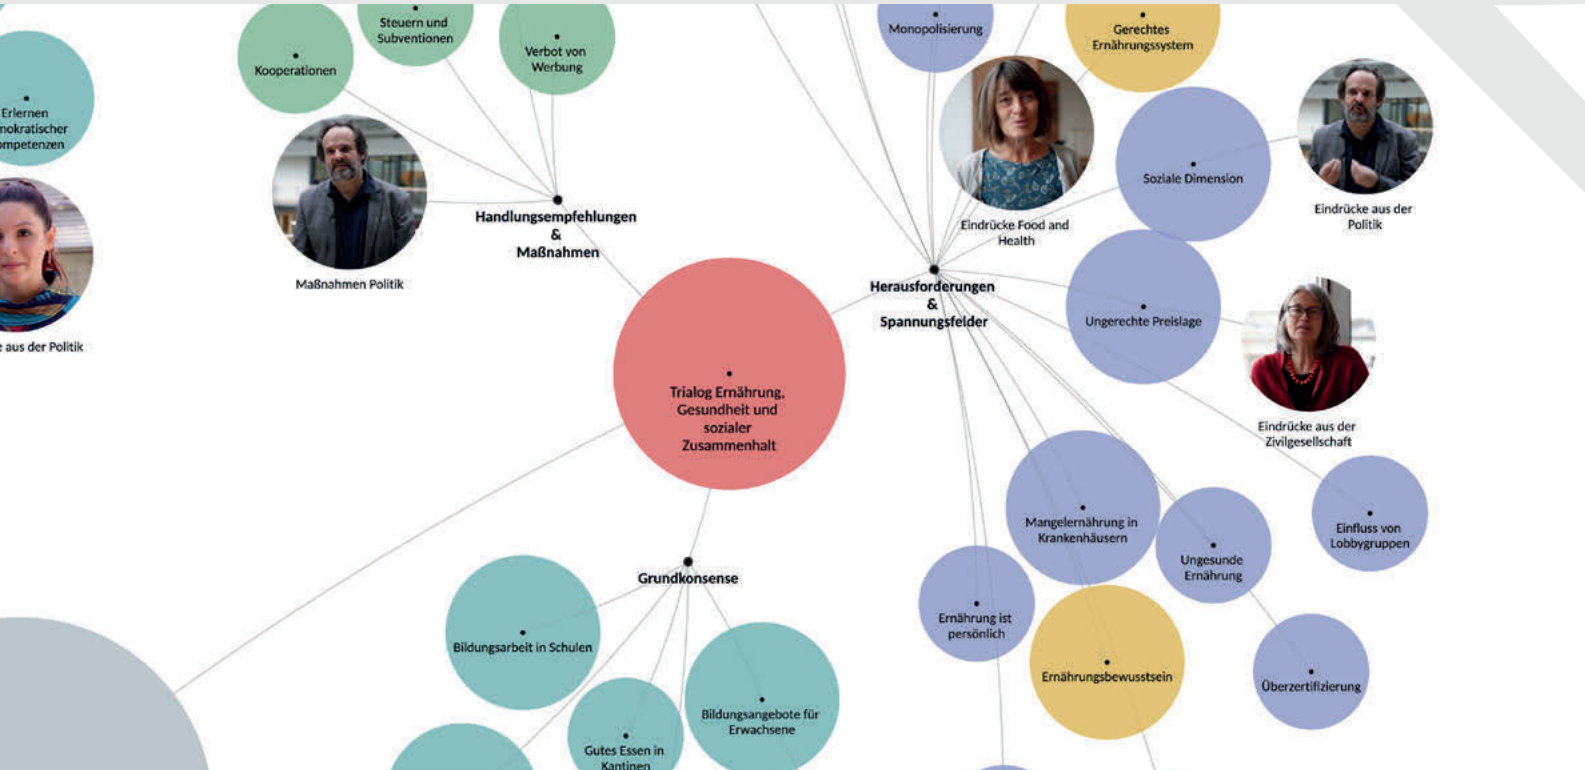 Steuern und
Subventionen
Verbot von
Werbung
Kooperationen
Monopolisierung
Gerechtes
Ernährungssystem
Erlernen
mokratischer
ompetenzen
Soziale Dimension
Eindrücke aus der
Politik
Handlungsempfehlungen
&
Maßnahmen
Eindrücke Food and
Health
Maßnahmen Politik
Herausforderungen
&
Spannungsfelder
Ungerechte Preislage
e aus der Politik
Trialog Ernährung,
Gesundheit und
sozialer
Zusammenhalt
Eindrücke aus der
Zivilgesellschaft
Mangelernährung in
Krankenhäusern
Einfluss von
Lobbygruppen
Ungesunde
Ernährung
Grundkonsense
Ernährung ist
persönlich
Bildungsarbeit in Schulen
Ernährungsbewusstsein
Überzertifizierung
Bildungsangebote für
Erwachsene
Gutes Essen in
Kantinen